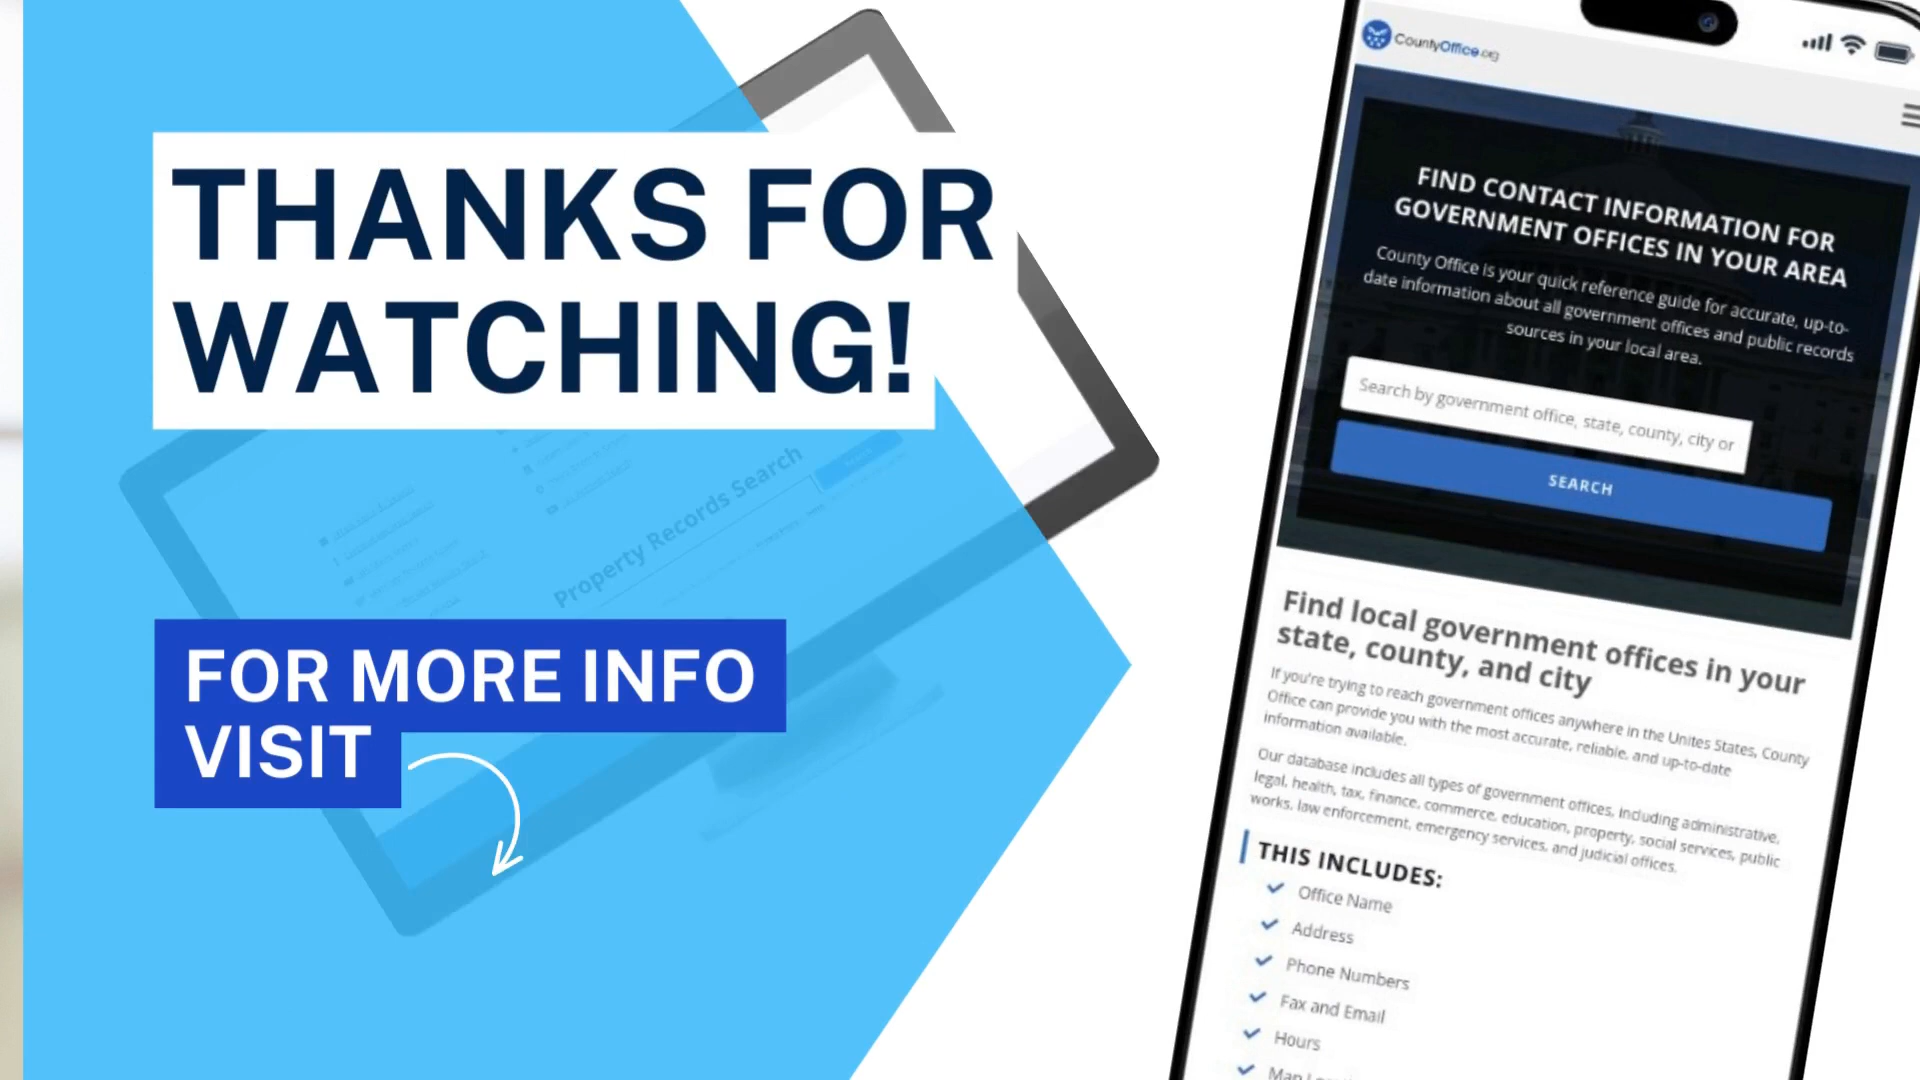 THANKS FOR
WATCHING!
Property Records Search
FOR MORE INFO
VISIT
CountyOffice.org
FIND CONTACT INFORMATION FOR
GOVERNMENT OFFICES IN YOUR AREA
County Office is your quick reference guide for accurate, up-to-
date information about all government offices and public records
sources in your local area.
Search by government office, state, county, city or
SEARCH
Find local government offices in your
state, county, and city
If you're trying to reach government offices anywhere in the Unites States, County
Office can provide you with the most accurate, reliable, and up-to-date
information available.
Our database includes all types of government offices, including administrative,
legal, health, tax, finance, commerce, education, property, social services, public
works, law enforcement, emergency services, and judicial offices.
THIS INCLUDES:
Office Name
Address
Phone Numbers
Fax and Email
Hours
Map